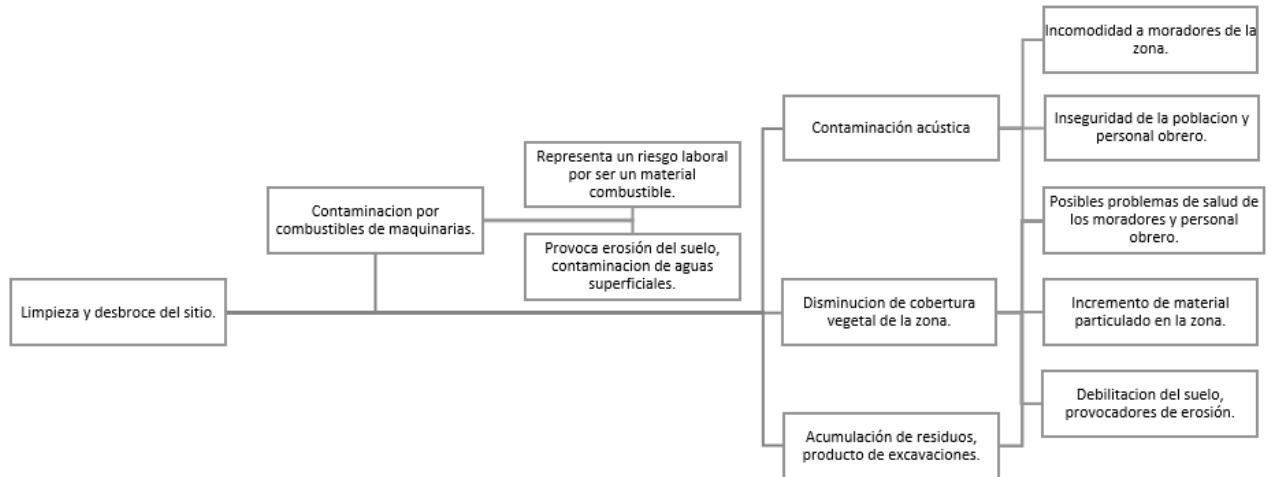 Limpieza y desbroce del sitio.
Contaminacion por
combustibles de maquinarias.
Representa un riesgo laboral
por ser un material
combustible.
Provoca erosión del suelo,
contaminacion de aguas
superficiales.
Contaminación acústica
Disminucion de cobertura
vegetal de la zona.
Acumulación de residuos,
producto de excavaciones.
Incomodidad a moradores de la
zona.
Inseguridad de la poblacion y
personal obrero.
Posibles problemas de salud de
los moradores y personal
obrero.
Incremento de material
particulado en la zona.
Debilitacion del suelo,
provocadores de erosión.